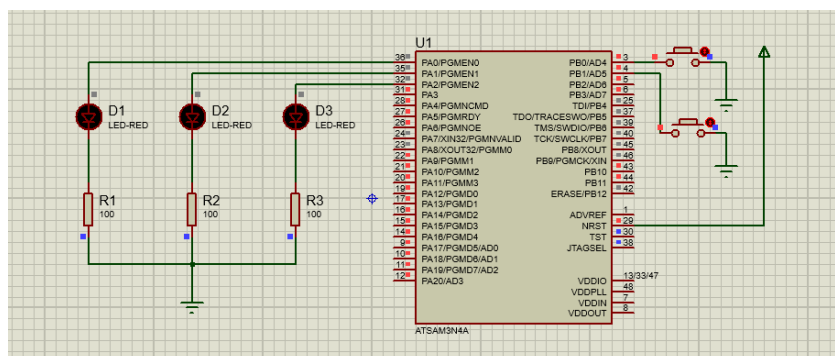 U1
D1
LED-RED
D2
LED-RED
D3
LED-RED
R1
100
R2
100
R3
100
36 PA0/PGMEN0
35 PA1/PGMEN1
32 PA2/PGMEN2
31 PA3
28 PA4/PGMNCMD
27 PA5/PGMRDY
26 PA6/PGMNOE
24 PA7/XIN32/PGMNVALID
23 PA8/XOUT32/PGMM0
22 PA9/PGMM1
21 PA10/PGMM2
20 PA11/PGMM3
19 PA12/PGMD0
17 PA13/PGMD1
16 PA14/PGMD2
15 PA15/PGMD3
14 PA16/PGMD4
9 PA17/PGMD5/AD0
10 PA18/PGMD6/AD1
11 PA19/PGMD7/AD2
12 PA20/AD3
PB0/AD4 3
PB1/AD5 4
PB2/AD6 5
PB3/AD7 6
TDI/PB4 25
TDO/TRACESWO/PB5 37
TMS/SWDIO/PB6 39
TCK/SWCLK/PB7 40
PB8/XOUT 45
PB9/PGMCK/XIN 46
PB10 43
PB11 44
ERASE/PB12 42
ADVREF 1
NRST 29
TST 30
JTAGSEL 38
VDDIO 13/33/47
VDDPLL 48
VDDIN 7
VDDOUT 8
ATSAM3N4A